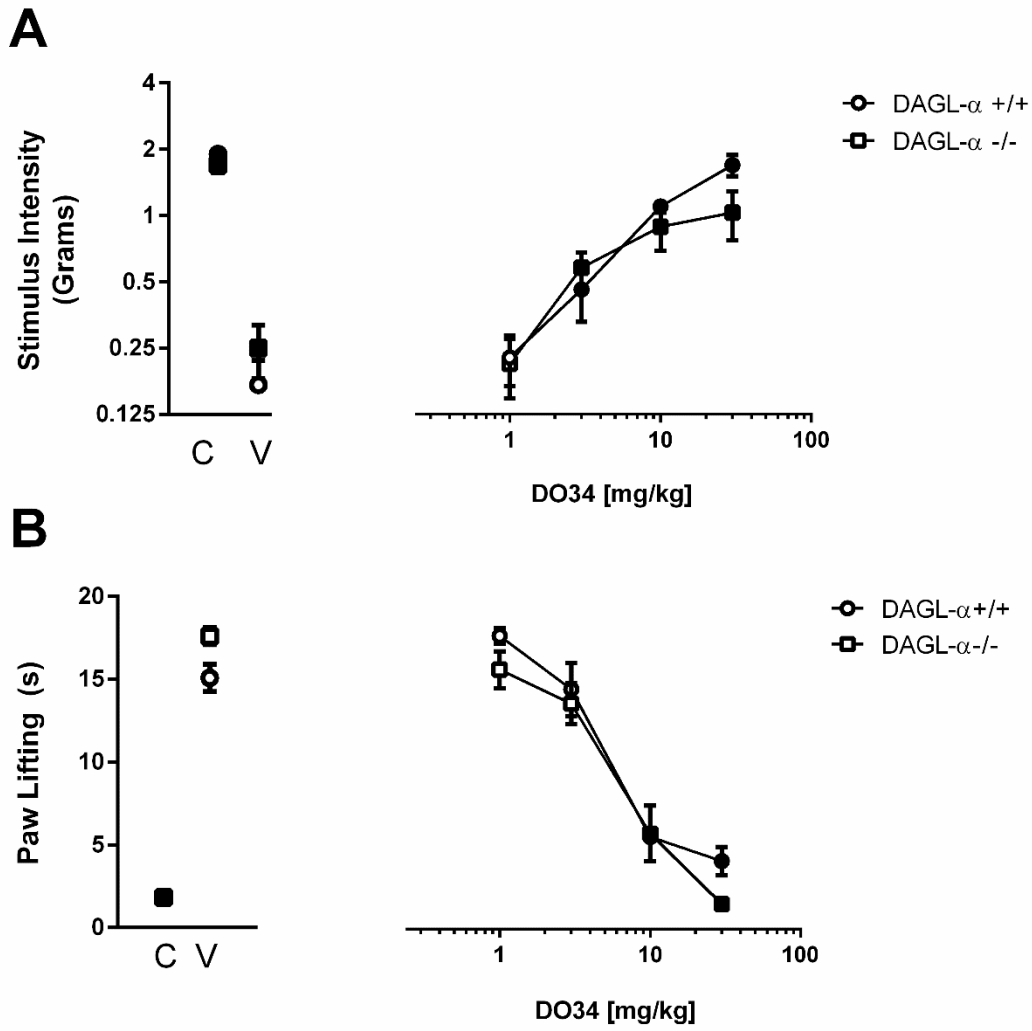 A
4
2
1
0.5
0.25
0.125
Stimulus Intensity
(Grams)
C V
1 10 100
DO34 [mg/kg]
DAGL-α +/+
DAGL-α -/-
B
20
15
10
5
0
Paw Lifting (s)
C V
1 10 100
DO34 [mg/kg]
DAGL-α+/+
DAGL-α-/-